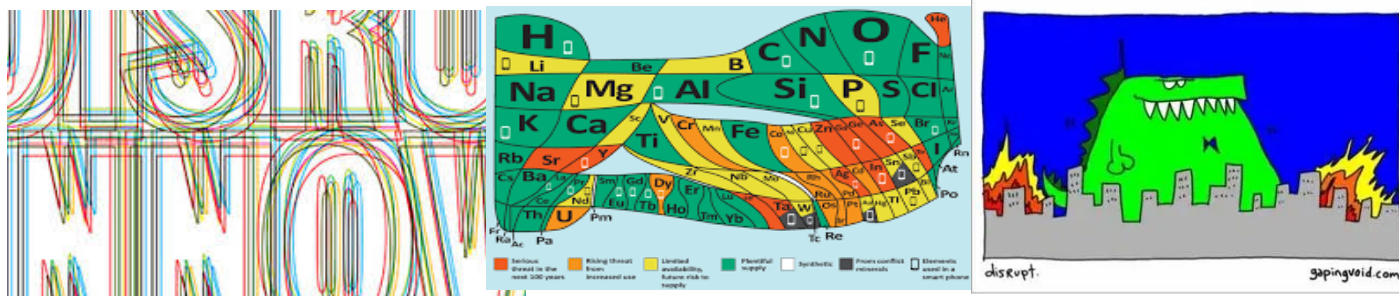 H He
Li Be B C N O F Ne
Na Mg Al Si P S Cl Ar
K Ca Sc Ti V Cr Mn Fe Co Ni Cu Zn Ga Ge As Se Br Kr
Rb Sr Y Zr Nb Mo Ru Rh Pd Ag Cd In Sn Sb I
Cs Ba La Ce Nd Pm Sm Eu Gd Tb Dy Ho Er Tm Yb Ta W Re Os Pt Au Hg Tl Pb Bi Po At Rn
Fr Ra Ac Th Pa U Tc
Serious
threat in the
next 100 years
Rising threat
from
increased use
Limited
availability,
future risk to
supply
Plentiful
supply
Synthetic
From conflict
minerals
Elements
used in a
smart phone
disrupt.
gapingvoid.com